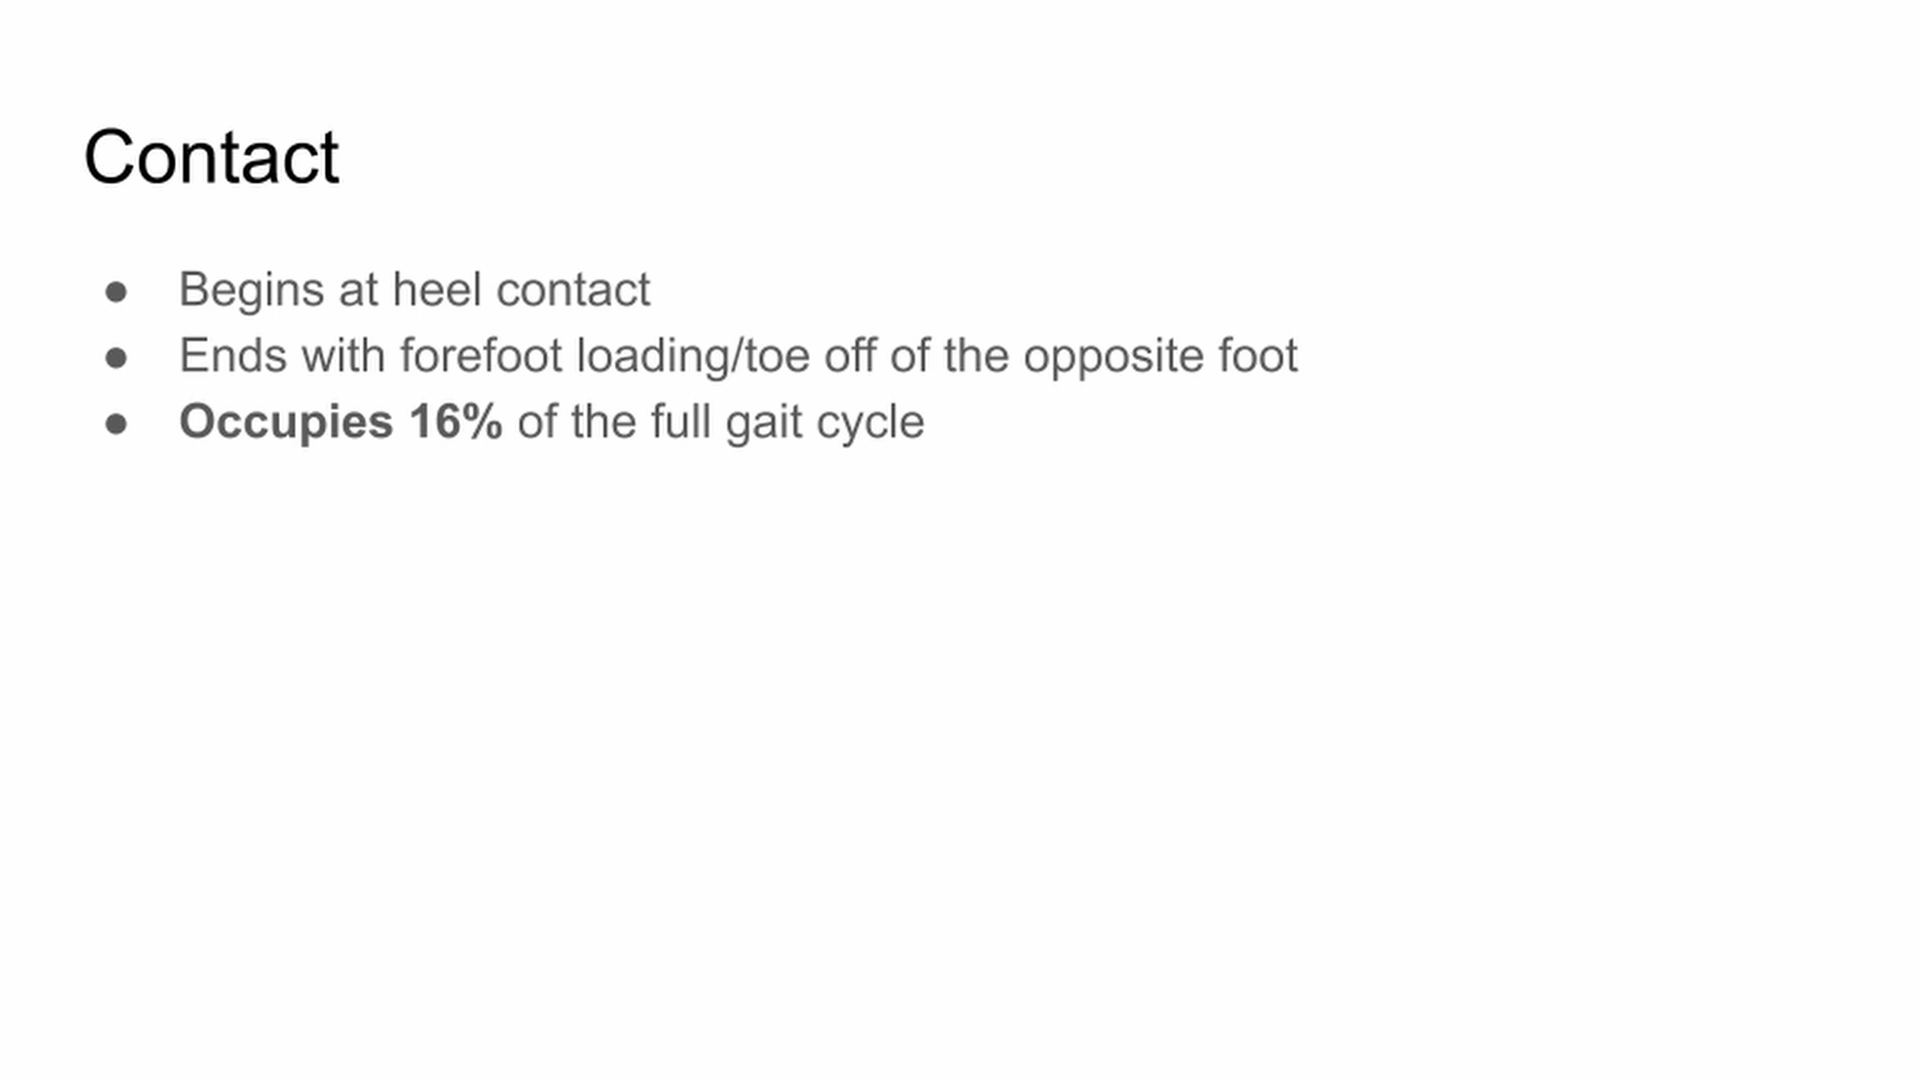 Contact
● Begins at heel contact
● Ends with forefoot loading/toe off of the opposite foot
● Occupies 16% of the full gait cycle